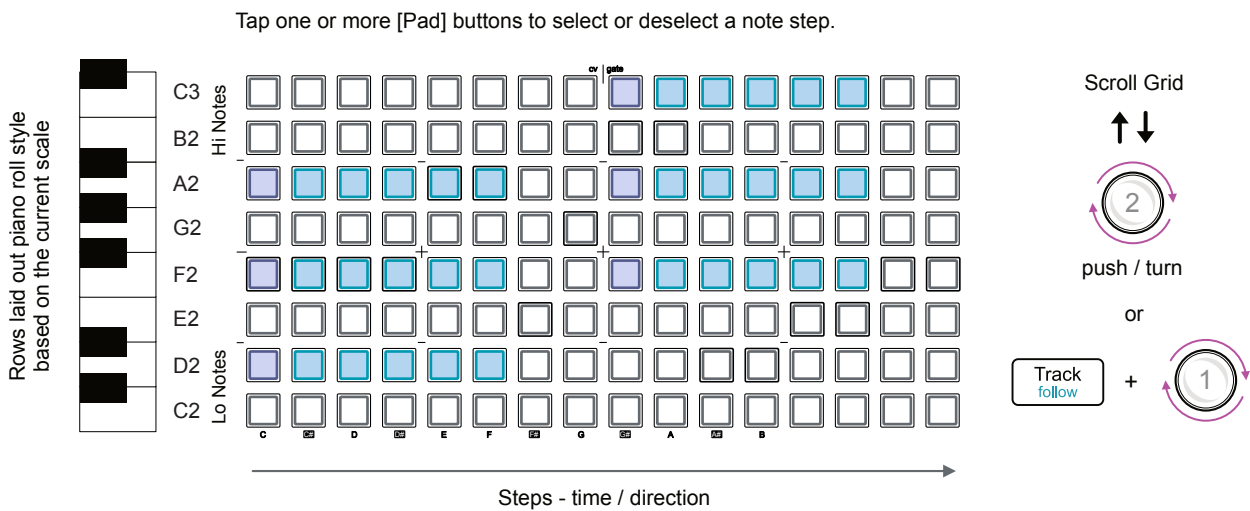 Tap one or more [Pad] buttons to select or deselect a note step.
Rows laid out piano roll style
based on the current scale
Hi Notes
Lo Notes
cv | gate
C3
B2
A2
G2
F2
E2
D2
C2
C C# D D# E F F# G G# A A# B
Steps - time / direction
Scroll Grid
2
push / turn
or
Track
follow
+
1